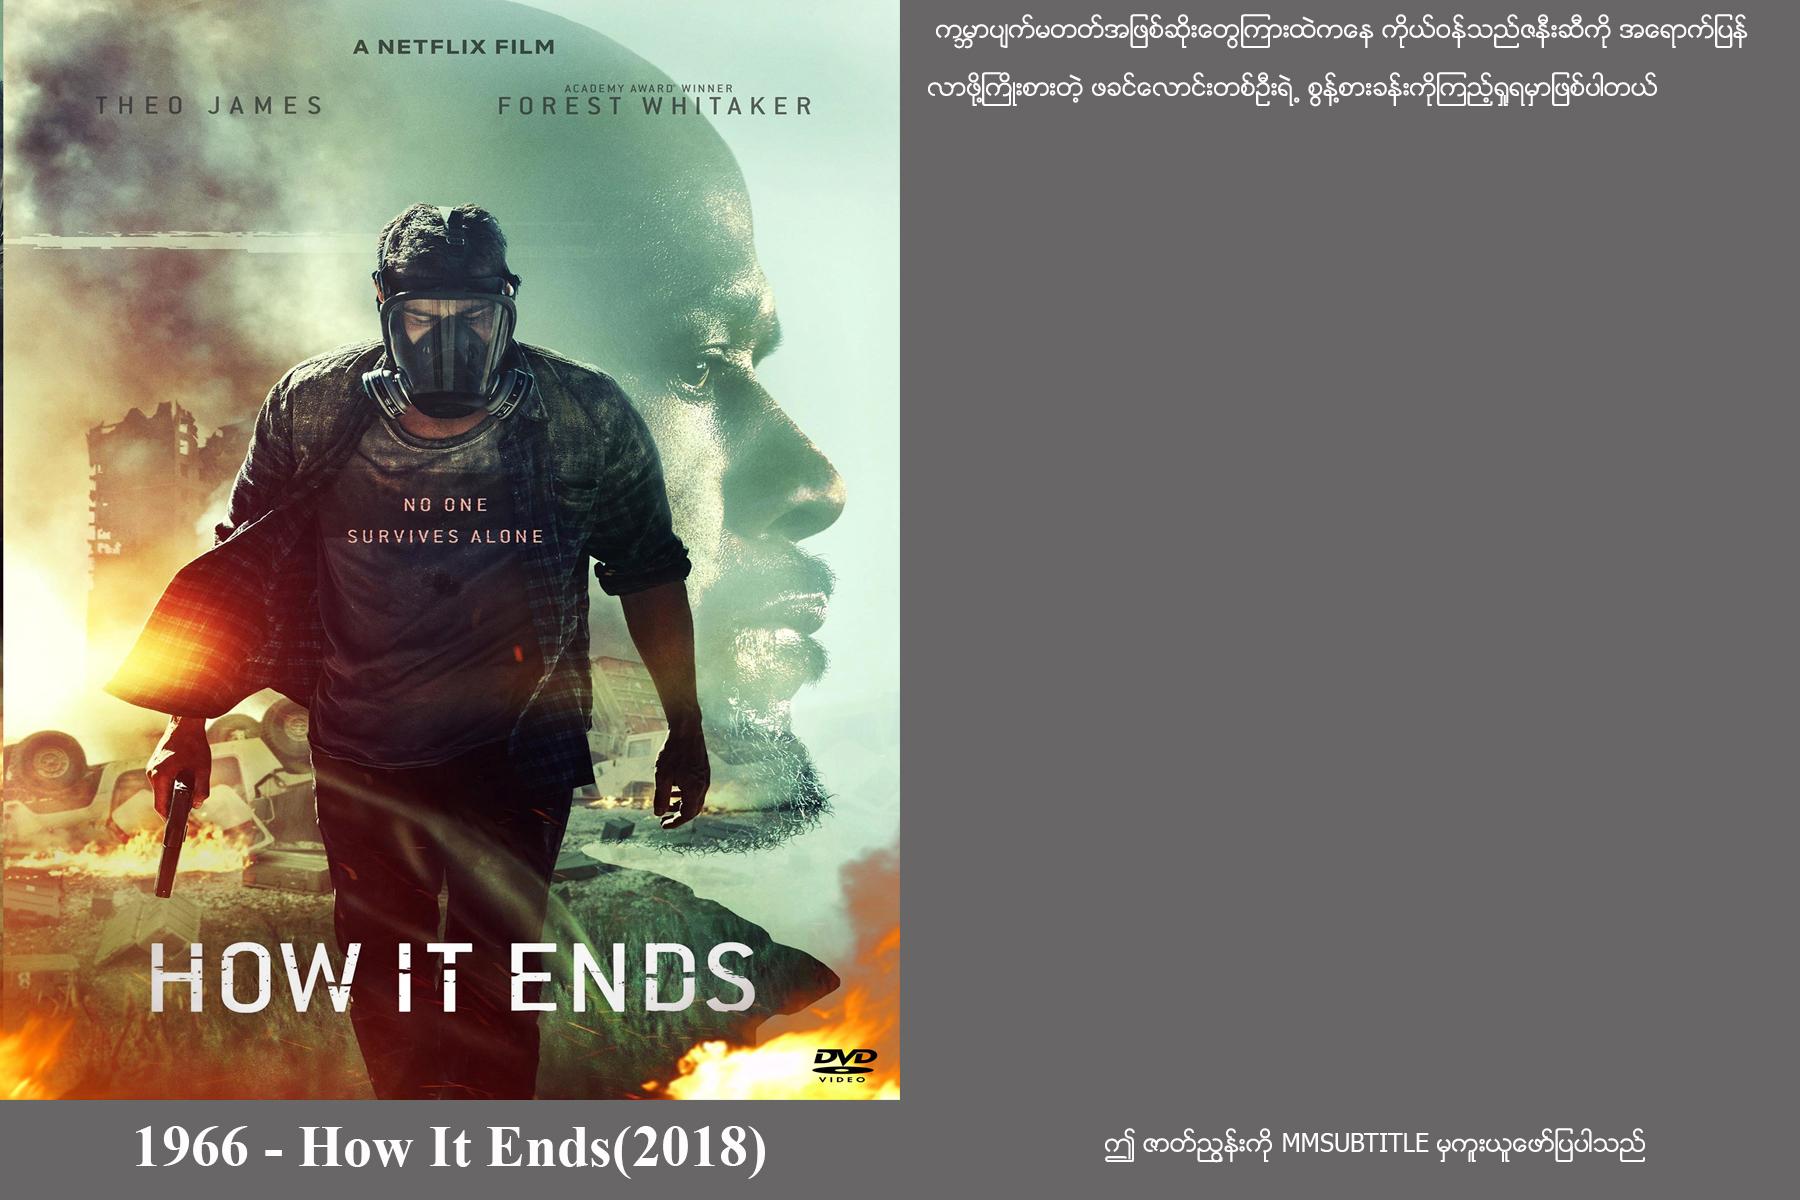 A NETFLIX FILM
THEO JAMES
ACADEMY AWARD® WINNER
FOREST WHITAKER
NO ONE
SURVIVES ALONE
HOW IT ENDS
DVD
VIDEO
1966 - How It Ends(2018)
ကမ္ဘာပျက်မတတ်အဖြစ်ဆိုးတွေကြားထဲကနေ ကိုယ်ဝန်သည်ဇနီးဆီကို အရောက်ပြန်
လာဖို့ကြိုးစားတဲ့ ဖခင်လောင်းတစ်ဦးရဲ့ စွန့်စားခန်းကိုကြည့်ရှုရမှာဖြစ်ပါတယ်
ဤ ဇာတ်ညွှန်းကို MMSUBTITLE မှကူးယူဖော်ပြပါသည်